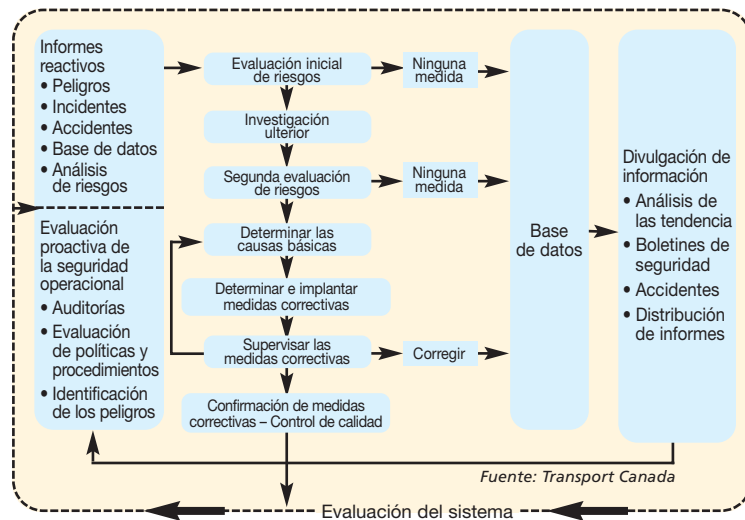 Informes
reactivos
• Peligros
• Incidentes
• Accidentes
• Base de datos
• Análisis
de riesgos
Evaluación
proactiva de
la seguridad
operacional
• Auditorías
• Evaluación
de políticas y
procedimientos
• Identificación
de los peligros
Evaluación inicial
de riesgos
Ninguna
medida
Investigación
ulterior
Segunda evaluación
de riesgos
Ninguna
medida
Determinar las
causas básicas
Determinar e implantar
medidas correctivas
Supervisar las
medidas correctivas
Corregir
Confirmación de medidas
correctivas – Control de calidad
Base
de datos
Divulgación de
información
• Análisis de
las tendencia
• Boletines de
seguridad
• Accidentes
• Distribución
de informes
Fuente: Transport Canada
Evaluación del sistema